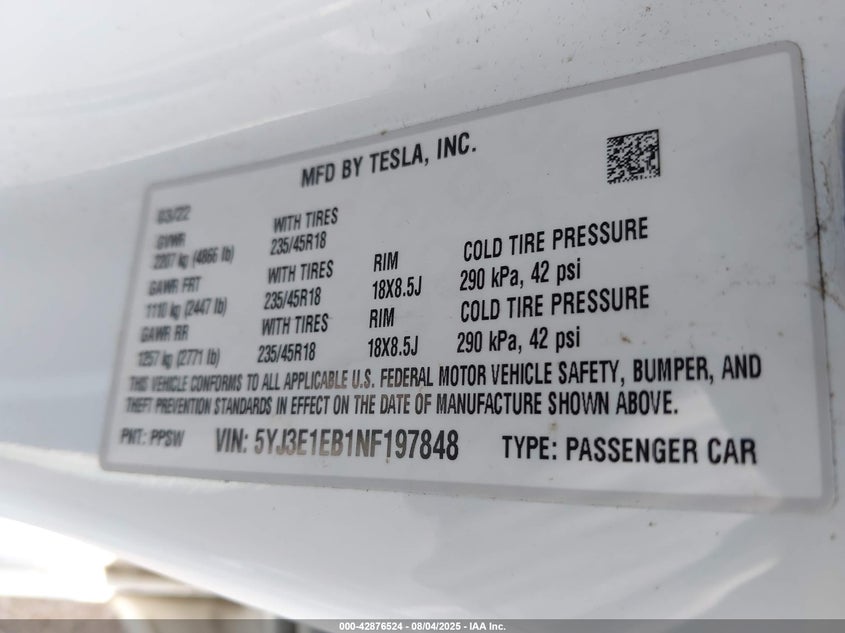 MFD BY TESLA, INC.
03/22
GVWR
2207 kg (4866 lb)
WITH TIRES
235/45R18
GAWR FRT
1110 kg (2447 lb)
WITH TIRES
235/45R18
RIM
18X8.5J
COLD TIRE PRESSURE
290 kPa, 42 psi
GAWR RR
1257 kg (2771 lb)
WITH TIRES
235/45R18
RIM
18X8.5J
COLD TIRE PRESSURE
290 kPa, 42 psi
THIS VEHICLE CONFORMS TO ALL APPLICABLE U.S. FEDERAL MOTOR VEHICLE SAFETY, BUMPER, AND
THEFT PREVENTION STANDARDS IN EFFECT ON THE DATE OF MANUFACTURE SHOWN ABOVE.
PNT: PPSW VIN: 5YJ3E1EB1NF197848 TYPE: PASSENGER CAR
000-42876524 - 08/04/2025 - IAA Inc.